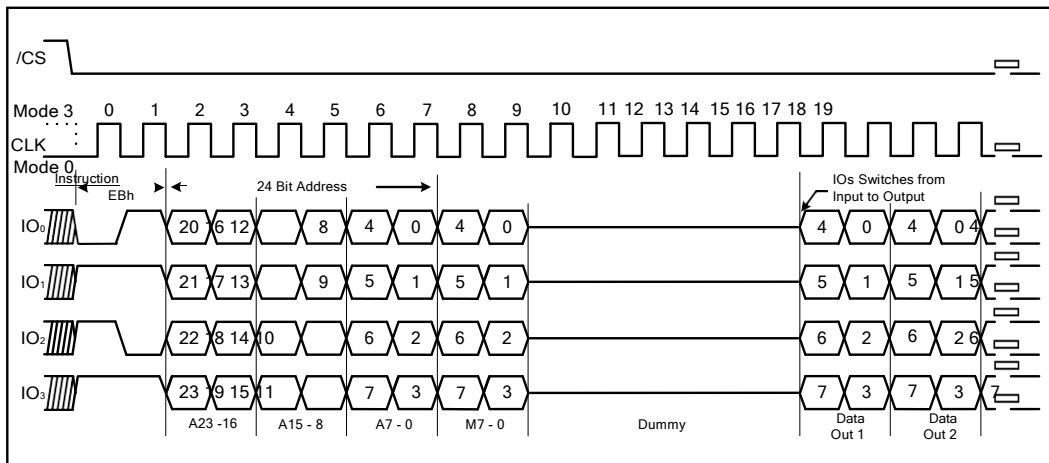 /CS
Mode 3 0 1 2 3 4 5 6 7 8 9 10 11 12 13 14 15 16 17 18 19
CLK
Mode 0
Instruction
EBh
24 Bit Address
IOs Switches from
Input to Output
IO₀ 20 16 12 8 4 0 4 0 4 0 4 0 4
IO₁ 21 17 13 9 5 1 5 1 5 1 5 1 5
IO₂ 22 18 14 10 6 2 6 2 6 2 6 2 6
IO₃ 23 19 15 11 7 3 7 3 7 3 7 3 7
A23 -16 A15 - 8 A7 - 0 M7 - 0 Dummy Data Data
Out 1 Out 2